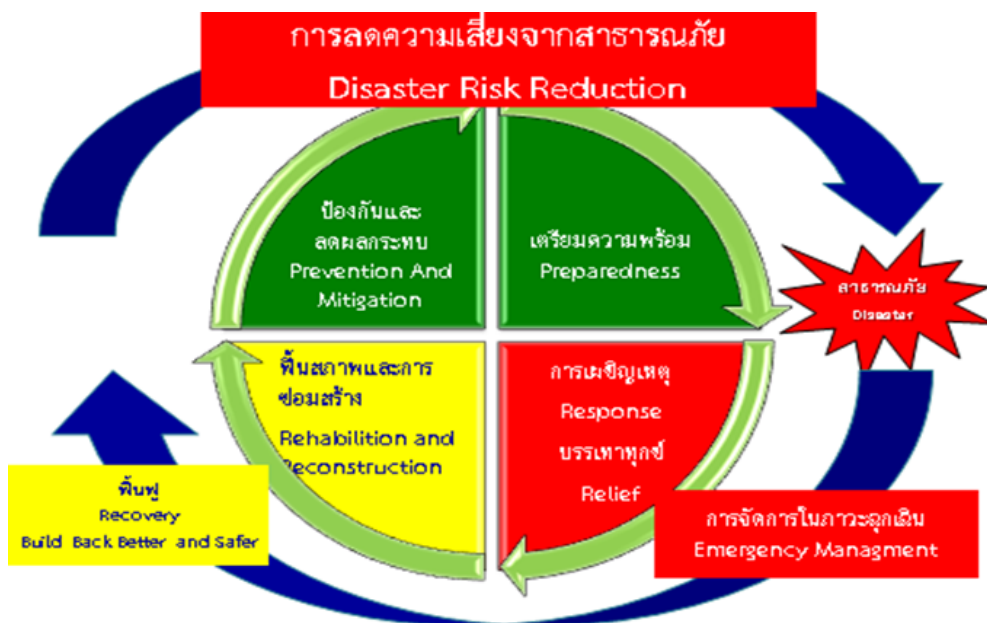 การลดความเสี่ยงจากสาธารณภัย
Disaster Risk Reduction
ป้องกันและ
ลดผลกระทบ
Prevention And
Mitigation
เตรียมความพร้อม
Preparedness
สาธารณภัย
Disaster
ฟื้นสภาพและการ
ซ่อมสร้าง
Rehabilition and
Reconstruction
การเผชิญเหตุ
Response
บรรเทาทุกข์
Relief
ฟื้นฟู
Recovery
Build Back Better and Safer
การจัดการในภาวะฉุกเฉิน
Emergency Managment